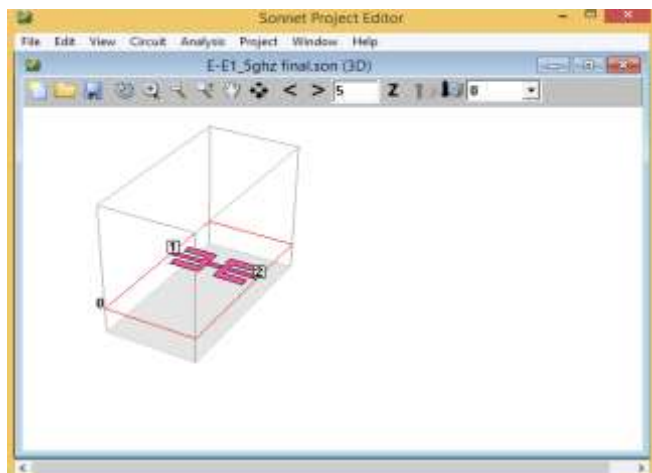 Sonnet Project Editor
File Edit View Circuit Analysis Project Window Help
E-E1_5ghz final.son (3D)
< > 5 Z 0
1
2
0